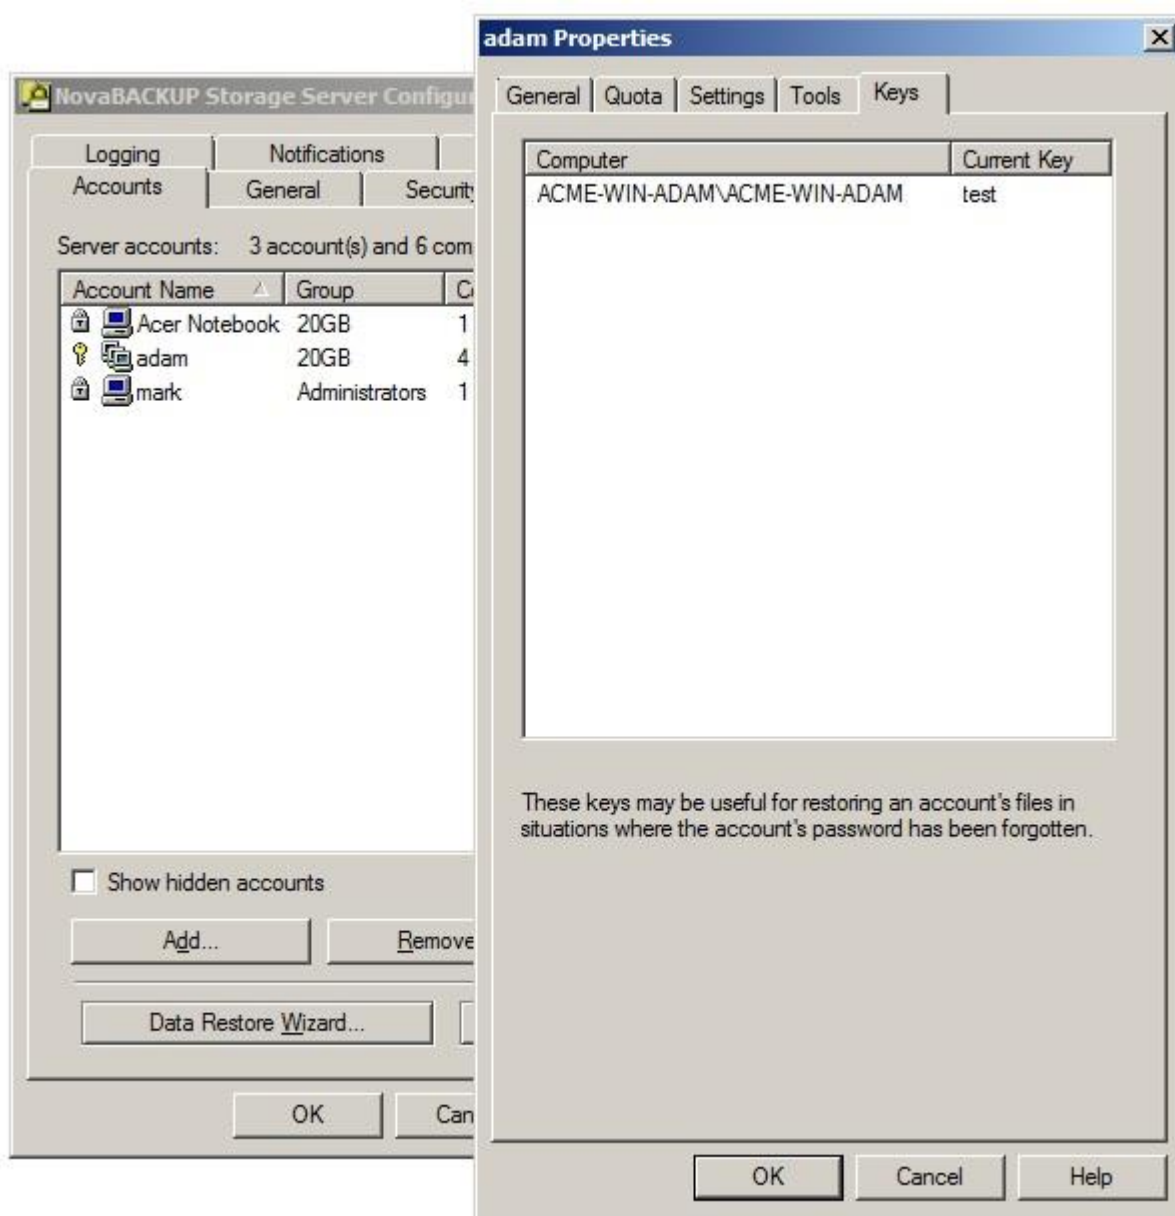 adam Properties
NovaBACKUP Storage Server Configu
General Quota Settings Tools Keys
Logging Notifications
Accounts General Securit
Server accounts: 3 account(s) and 6 com
Account Name Group C
Acer Notebook 20GB 1
adam 20GB 4
mark Administrators 1
Show hidden accounts
Add... Remove
Data Restore Wizard...
OK Can
Computer Current Key
ACME-WIN-ADAM\ACME-WIN-ADAM test
These keys may be useful for restoring an account's files in
situations where the account's password has been forgotten.
OK Cancel Help